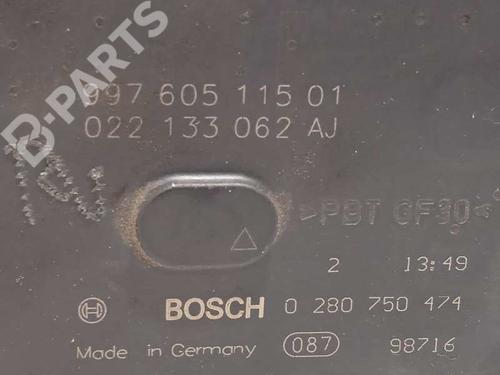 B-PARTS
997 605 115 01
022 133 062 AJ
>PBT GF30<
2 13:49
BOSCH 0 280 750 474
Made in Germany 087 98716